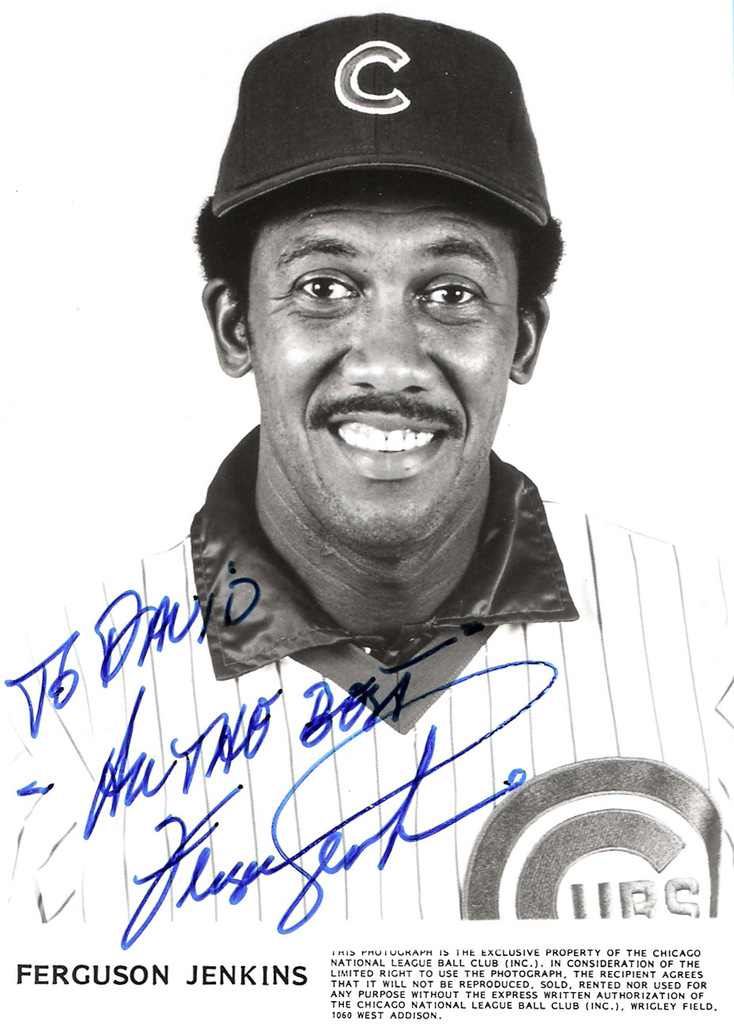 C
TO DAVID
- ALL THE BEST
Fergie Jenkins
CUBS
FERGUSON JENKINS
THIS PHOTOGRAPH IS THE EXCLUSIVE PROPERTY OF THE CHICAGO
NATIONAL LEAGUE BALL CLUB (INC.). IN CONSIDERATION OF THE
LIMITED RIGHT TO USE THE PHOTOGRAPH, THE RECIPIENT AGREES
THAT IT WILL NOT BE REPRODUCED, SOLD, RENTED NOR USED FOR
ANY PURPOSE WITHOUT THE EXPRESS WRITTEN AUTHORIZATION OF
THE CHICAGO NATIONAL LEAGUE BALL CLUB (INC.), WRIGLEY FIELD,
1060 WEST ADDISON.